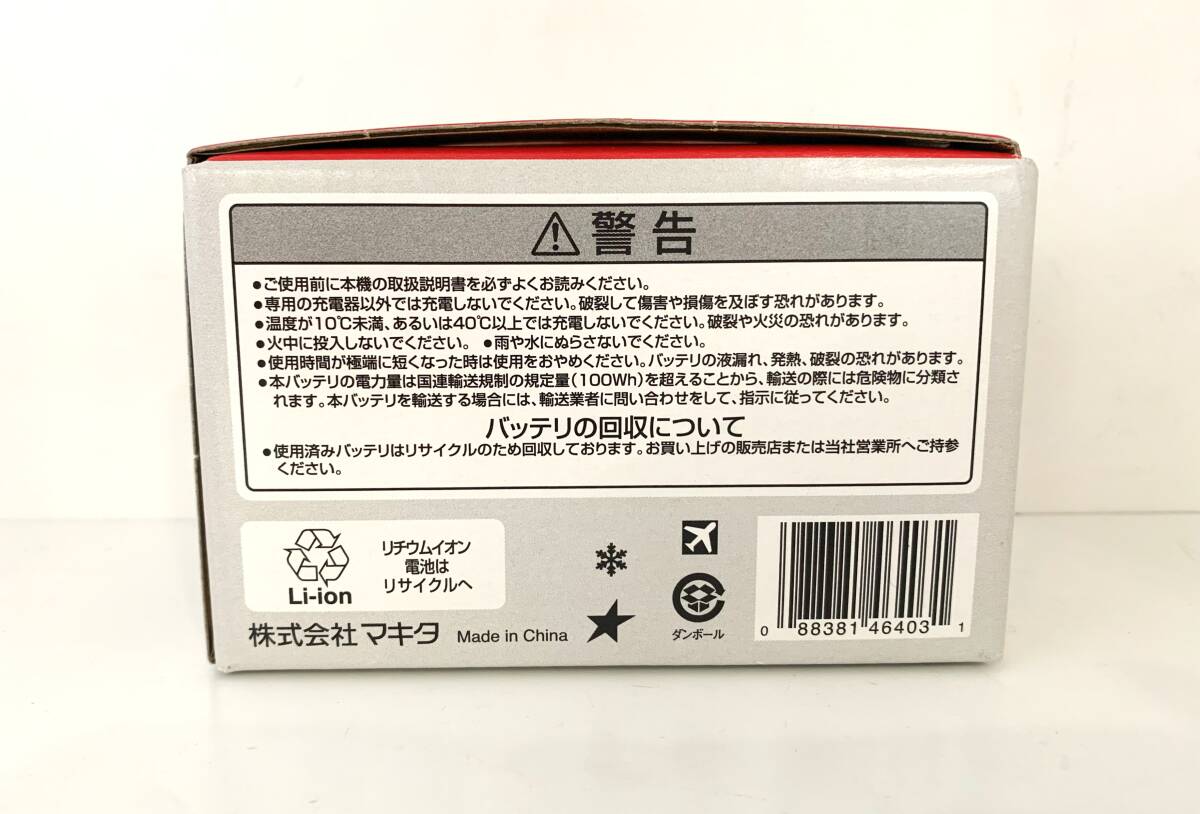 警告
●ご使用前に本機の取扱説明書を必ずよくお読みください。
●専用の充電器以外では充電しないでください。破裂して傷害や損傷を及ぼす恐れがあります。
●温度が10℃未満、あるいは40℃以上では充電しないでください。破裂や火災の恐れがあります。
●火中に投入しないでください。 ●雨や水にぬらさないでください。
●使用時間が極端に短くなった時は使用をおやめください。バッテリの液漏れ、発熱、破裂の恐れがあります。
●本バッテリの電力量は国連輸送規制の規定量(100Wh)を超えることから、輸送の際には危険物に分類さ
れます。本バッテリを輸送する場合には、輸送業者に問い合わせをして、指示に従ってください。
バッテリの回収について
●使用済みバッテリはリサイクルのため回収しております。お買い上げの販売店または当社営業所へご持参
ください。
Li-ion
リチウムイオン
電池は
リサイクルへ
株式会社マキタ Made in China
ダンボール
0 88381 46403 1